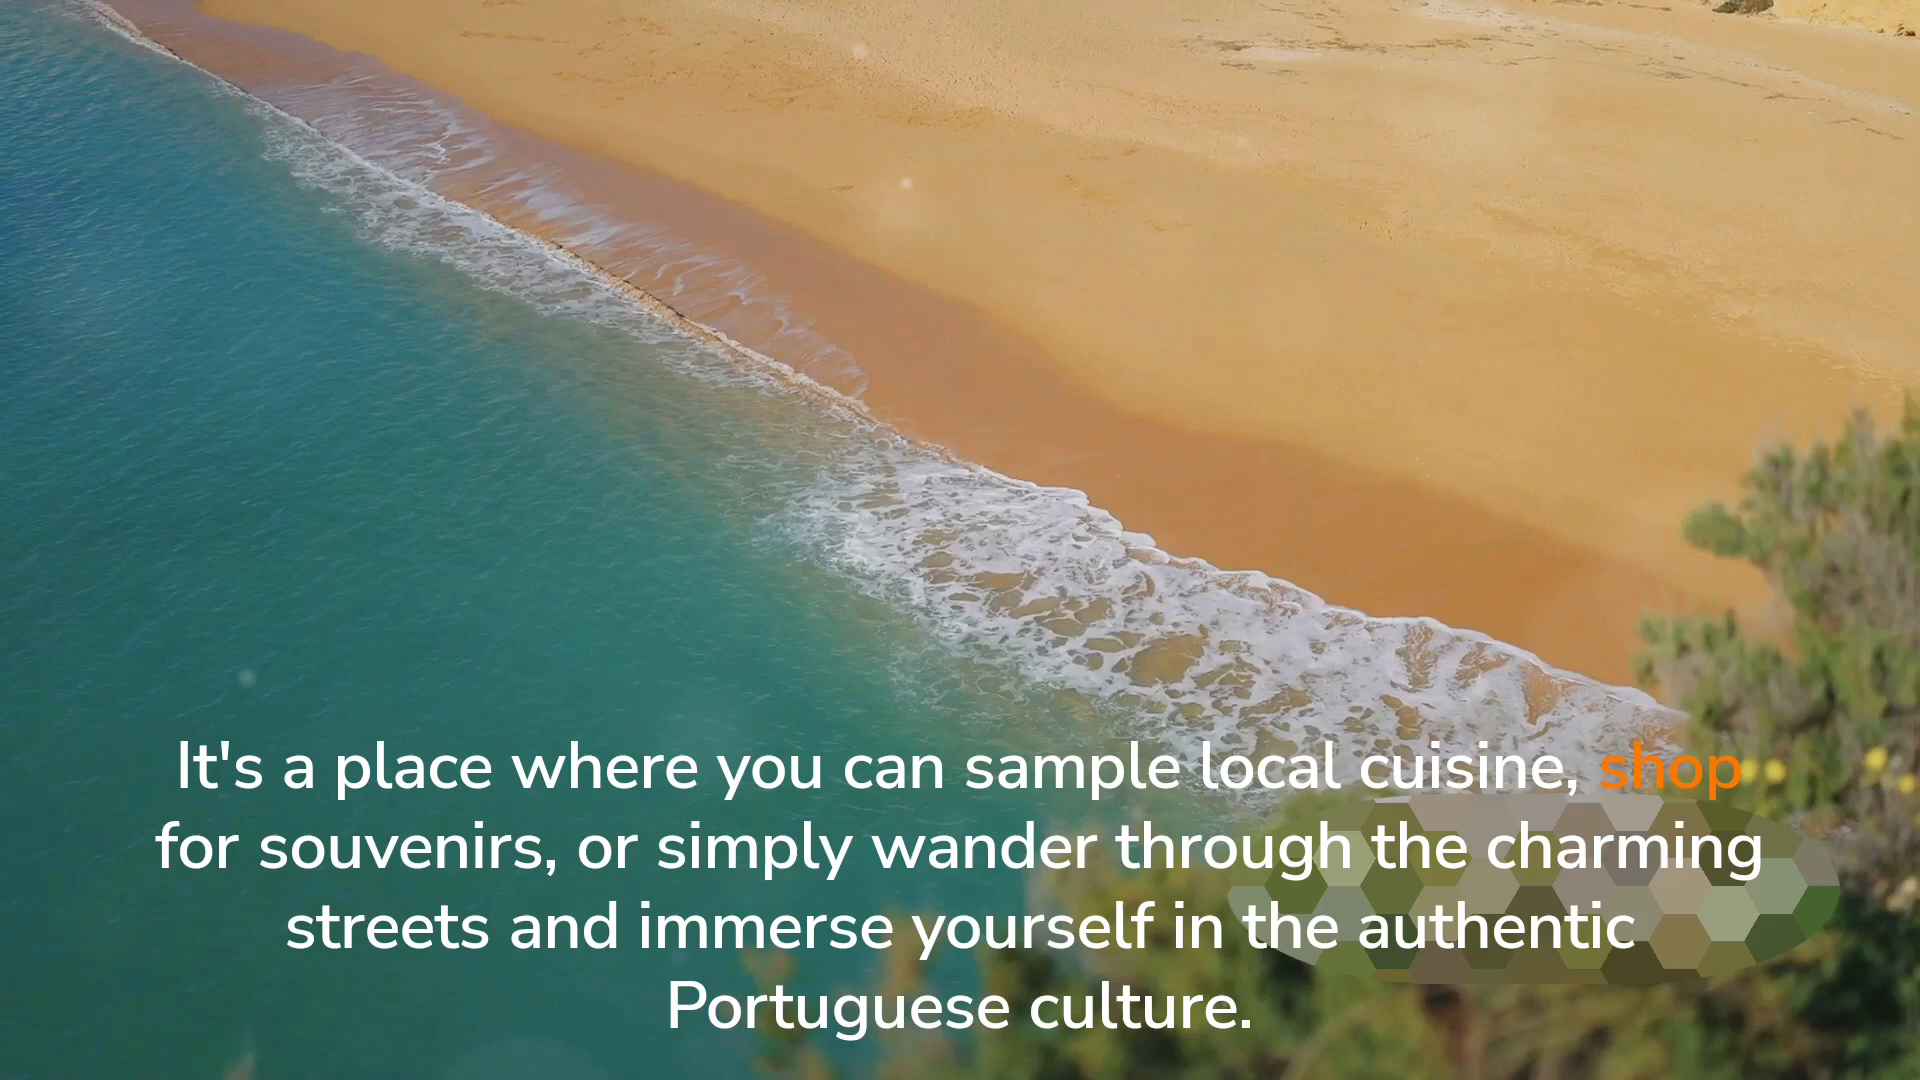 It's a place where you can sample local cuisine, shop
for souvenirs, or simply wander through the charming
streets and immerse yourself in the authentic
Portuguese culture.